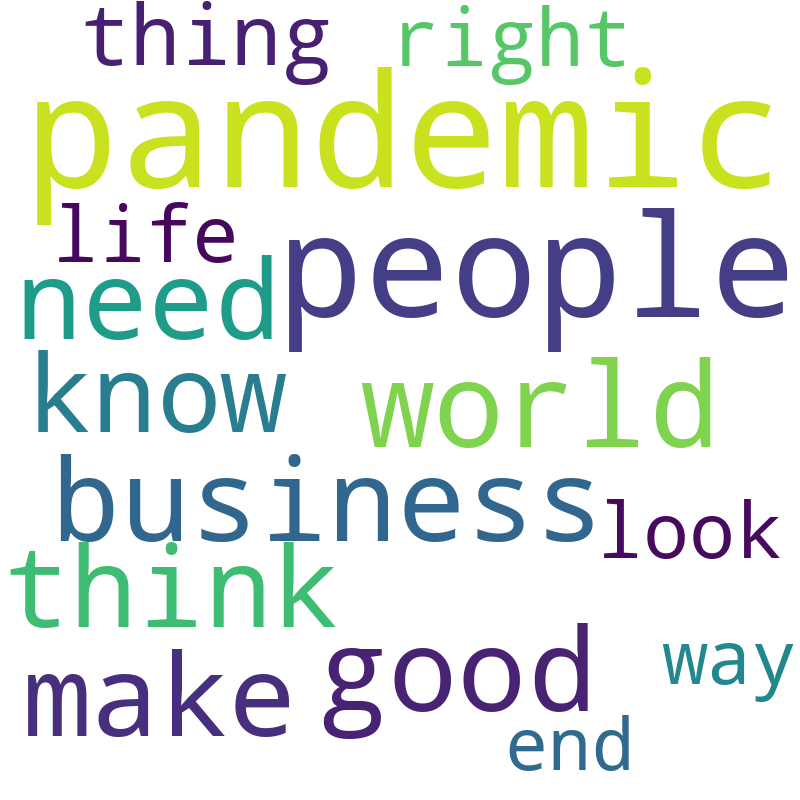 thing right
pandemic
life people
need
know world
business
look
think
good way
make
end